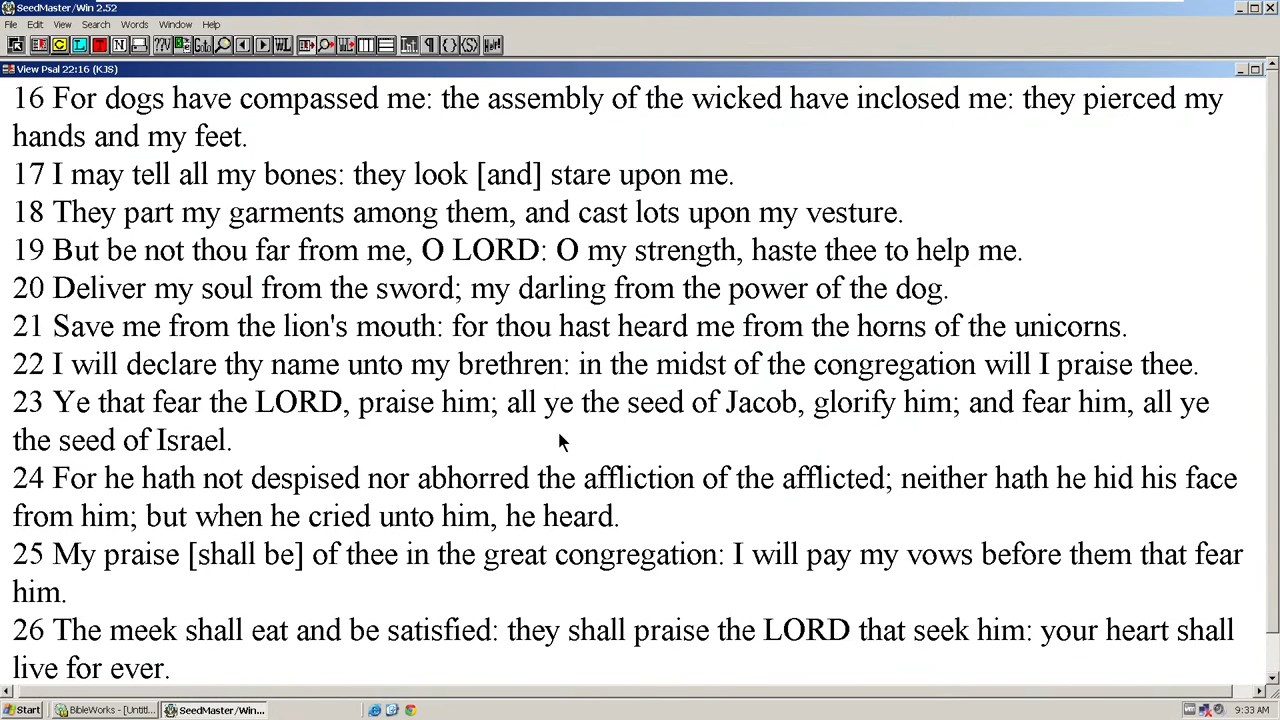 SeedMaster/Win 2.52
File Edit View Search Words Window Help
View Psal 22:16 (KJS)
16 For dogs have compassed me: the assembly of the wicked have inclosed me: they pierced my
hands and my feet.
17 I may tell all my bones: they look [and] stare upon me.
18 They part my garments among them, and cast lots upon my vesture.
19 But be not thou far from me, O LORD: O my strength, haste thee to help me.
20 Deliver my soul from the sword; my darling from the power of the dog.
21 Save me from the lion's mouth: for thou hast heard me from the horns of the unicorns.
22 I will declare thy name unto my brethren: in the midst of the congregation will I praise thee.
23 Ye that fear the LORD, praise him; all ye the seed of Jacob, glorify him; and fear him, all ye
the seed of Israel.
24 For he hath not despised nor abhorred the affliction of the afflicted; neither hath he hid his face
from him; but when he cried unto him, he heard.
25 My praise [shall be] of thee in the great congregation: I will pay my vows before them that fear
him.
26 The meek shall eat and be satisfied: they shall praise the LORD that seek him: your heart shall
live for ever.
Start BibleWorks - [Untitl... SeedMaster/Win... 9:33 AM